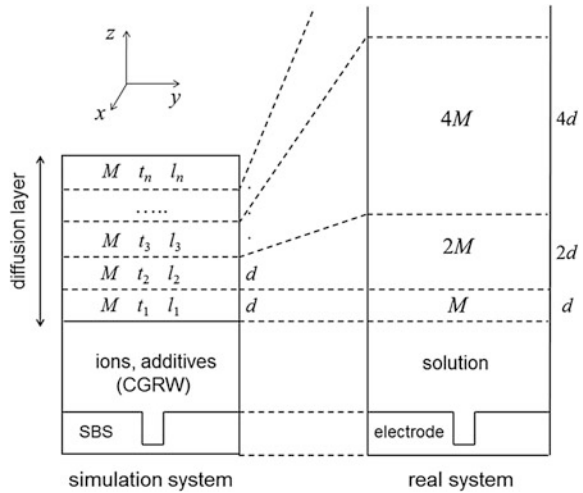 z
y
x
diffusion layer
M t_n l_n
.....
M t_3 l_3
M t_2 l_2 d
M t_1 l_1 d
ions, additives
(CGRW)
SBS
simulation system
4M 4d
2M 2d
M d
solution
electrode
real system